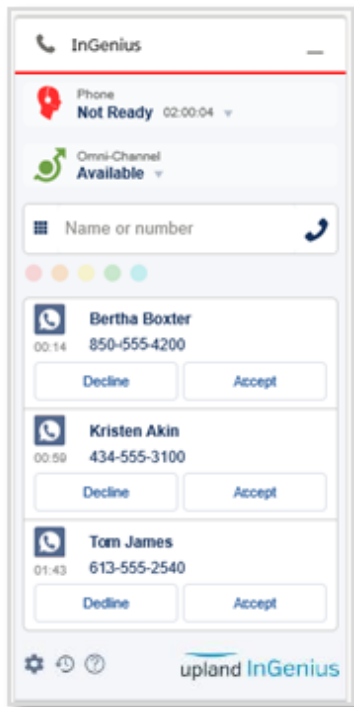 InGenius
Phone
Not Ready 02:00:04
Omni-Channel
Available
Name or number
Bertha Boxter
00:14 850-555-4200
Decline Accept
Kristen Akin
00:59 434-555-3100
Decline Accept
Tom James
01:43 613-555-2540
Decline Accept
upland InGenius